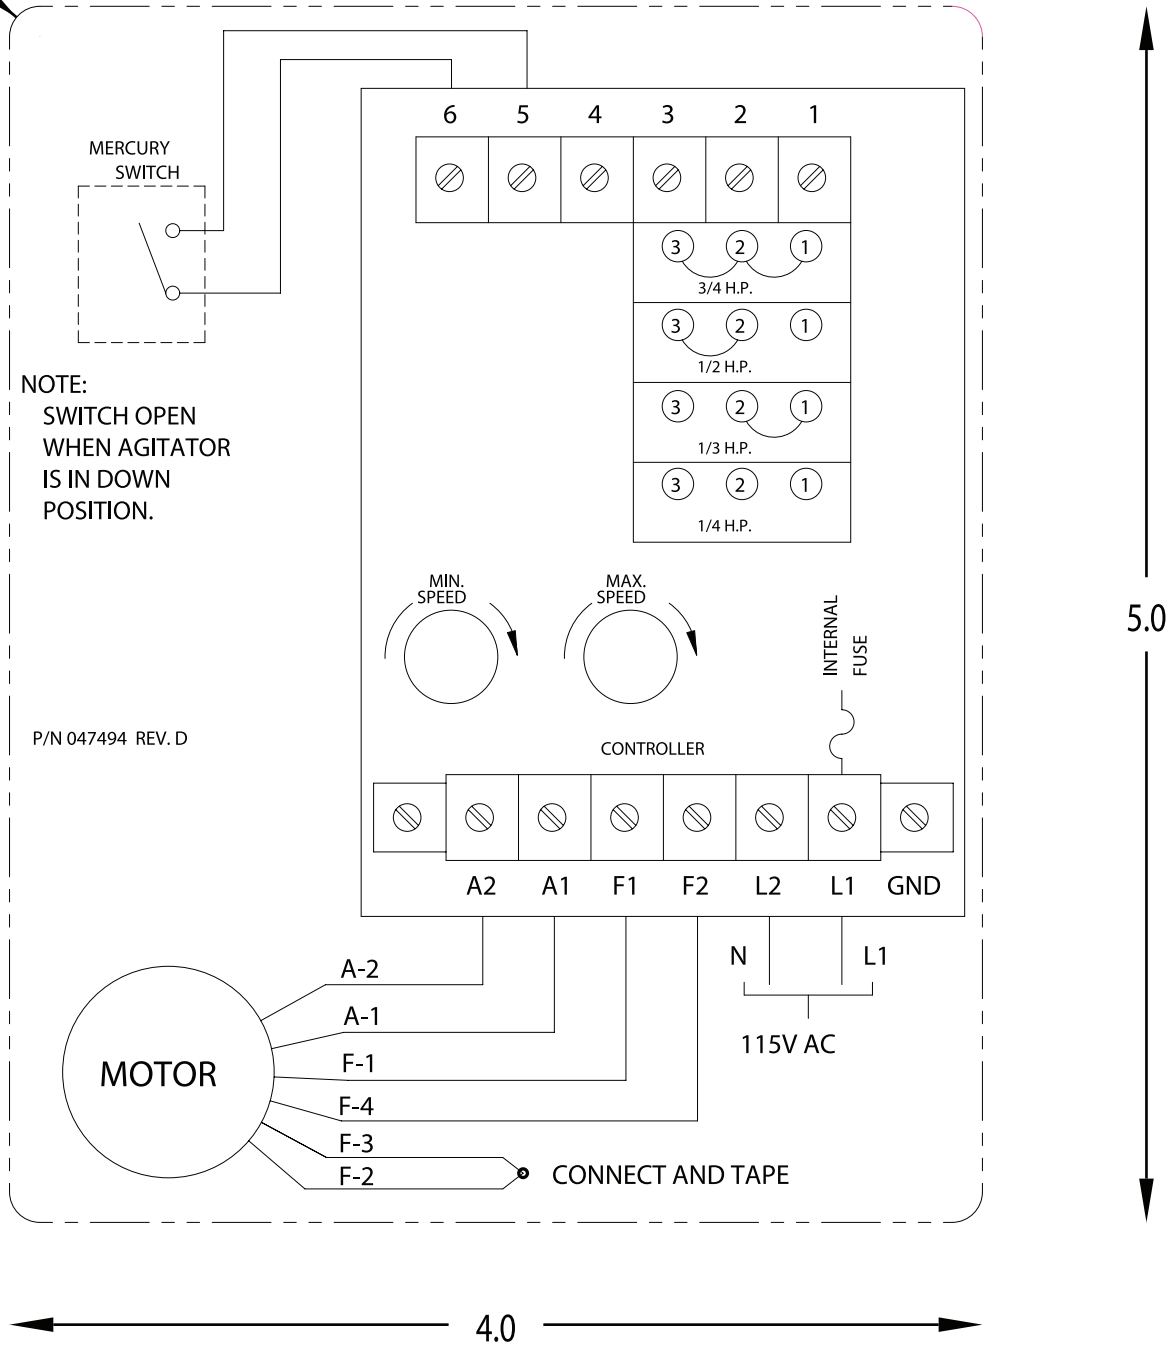 6 5 4 3 2 1
MERCURY
SWITCH
3 2 1
3/4 H.P.
3 2 1
1/2 H.P.
3 2 1
1/3 H.P.
3 2 1
1/4 H.P.
NOTE:
SWITCH OPEN
WHEN AGITATOR
IS IN DOWN
POSITION.
MIN.
SPEED
MAX.
SPEED
INTERNAL
FUSE
5.0
P/N 047494 REV. D
CONTROLLER
A2 A1 F1 F2 L2 L1 GND
N L1
115V AC
A-2
A-1
F-1
F-4
F-3
F-2
MOTOR
CONNECT AND TAPE
4.0